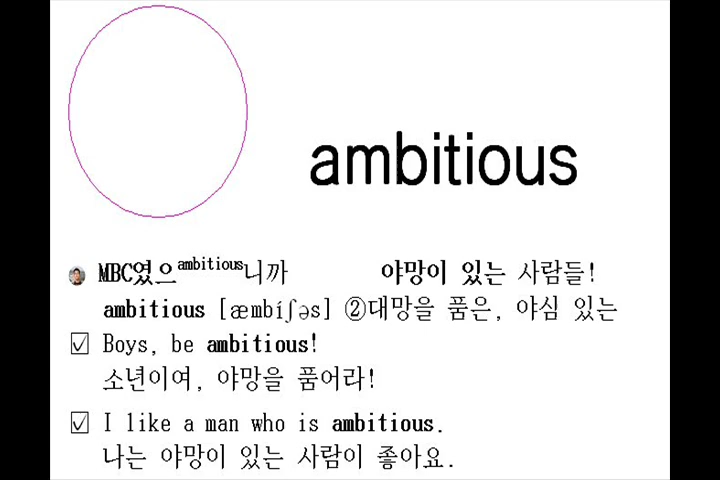 ambitious
MBC였으ambitious니까 야망이 있는 사람들!
ambitious [æmbíʃəs] ②대망을 품은, 야심 있는
☑ Boys, be ambitious!
소년이여, 야망을 품어라!
☑ I like a man who is ambitious.
나는 야망이 있는 사람이 좋아요.